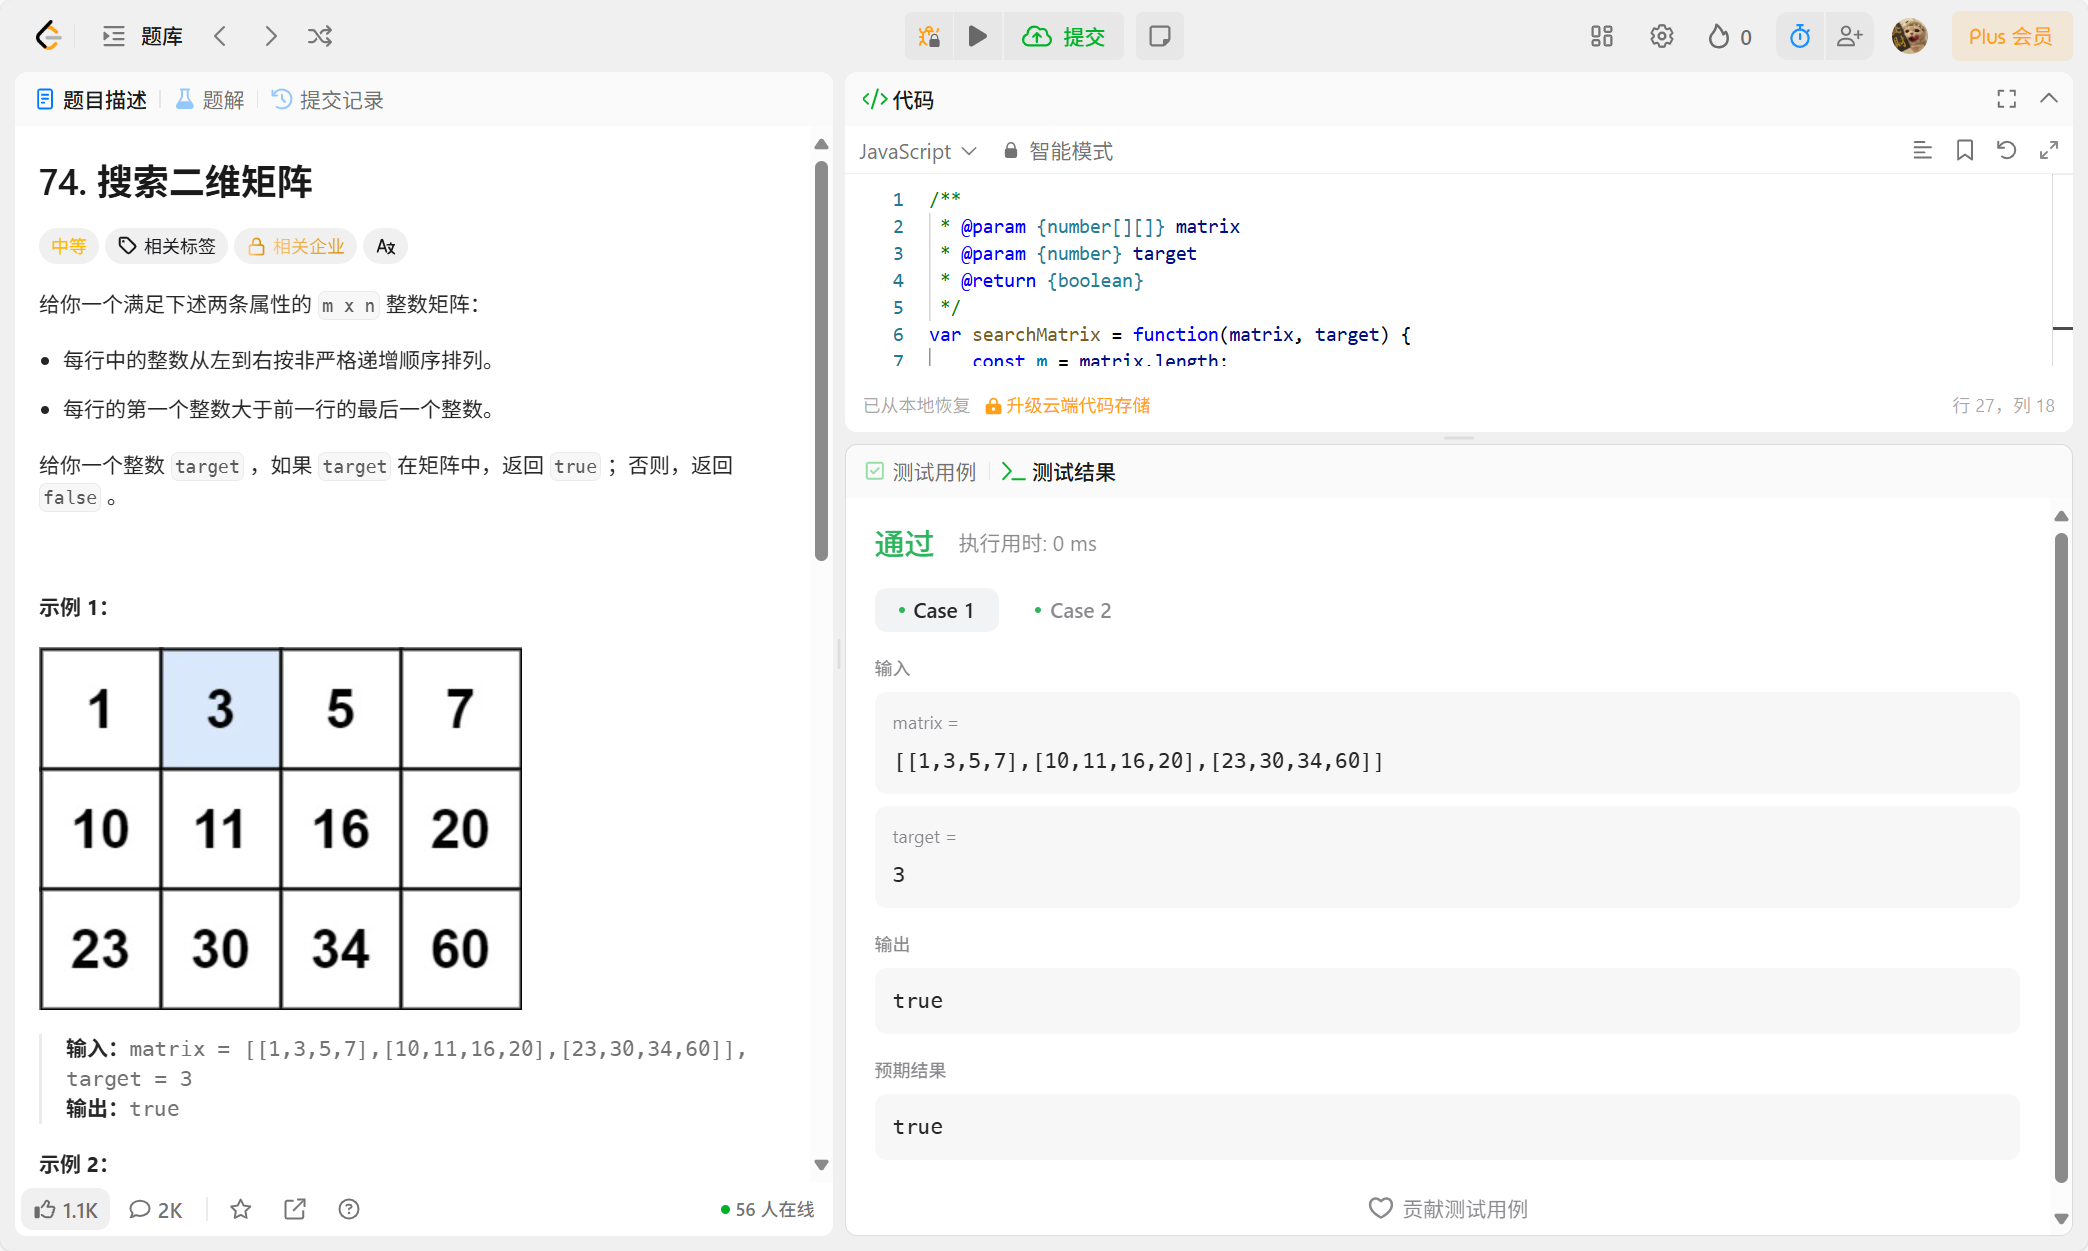 题库
提交
0
Plus 会员
题目描述
题解
提交记录
74. 搜索二维矩阵
中等
相关标签
相关企业
给你一个满足下述两条属性的 m x n 整数矩阵：
每行中的整数从左到右按非严格递增顺序排列。
每行的第一个整数大于前一行的最后一个整数。
给你一个整数 target ，如果 target 在矩阵中，返回 true ；否则，返回
false 。
示例 1：
1 3 5 7
10 11 16 20
23 30 34 60
输入：matrix = [[1,3,5,7],[10,11,16,20],[23,30,34,60]],
target = 3
输出：true
示例 2：
1.1K
2K
56 人在线
</>代码
JavaScript
智能模式
1 /**
2 * @param {number[][]} matrix
3 * @param {number} target
4 * @return {boolean}
5 */
6 var searchMatrix = function(matrix, target) {
7 const m = matrix.length;
已从本地恢复
升级云端代码存储
行 27，列 18
测试用例
测试结果
通过
执行用时: 0 ms
Case 1
Case 2
输入
matrix =
[[1,3,5,7],[10,11,16,20],[23,30,34,60]]
target =
3
输出
true
预期结果
true
贡献测试用例